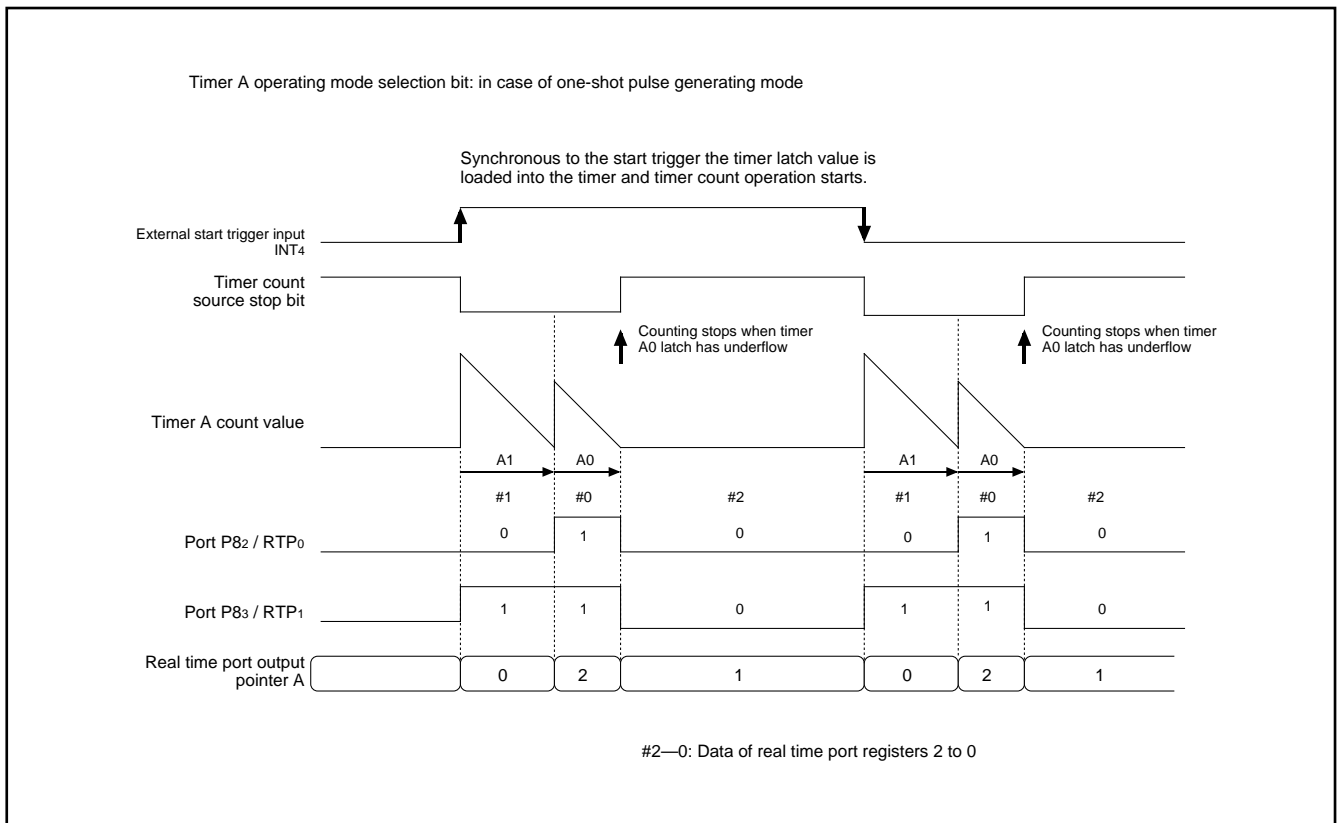 Timer A operating mode selection bit: in case of one-shot pulse generating mode
Synchronous to the start trigger the timer latch value is
loaded into the timer and timer count operation starts.
External start trigger input
INT4
Timer count
source stop bit
Counting stops when timer
A0 latch has underflow
Counting stops when timer
A0 latch has underflow
Timer A count value
A1 A0 A1 A0
#1 #0 #2 #1 #0 #2
Port P82 / RTP0 0 1 0 0 1 0
Port P83 / RTP1 1 1 0 1 1 0
Real time port output
pointer A 0 2 1 0 2 1
#2—0: Data of real time port registers 2 to 0